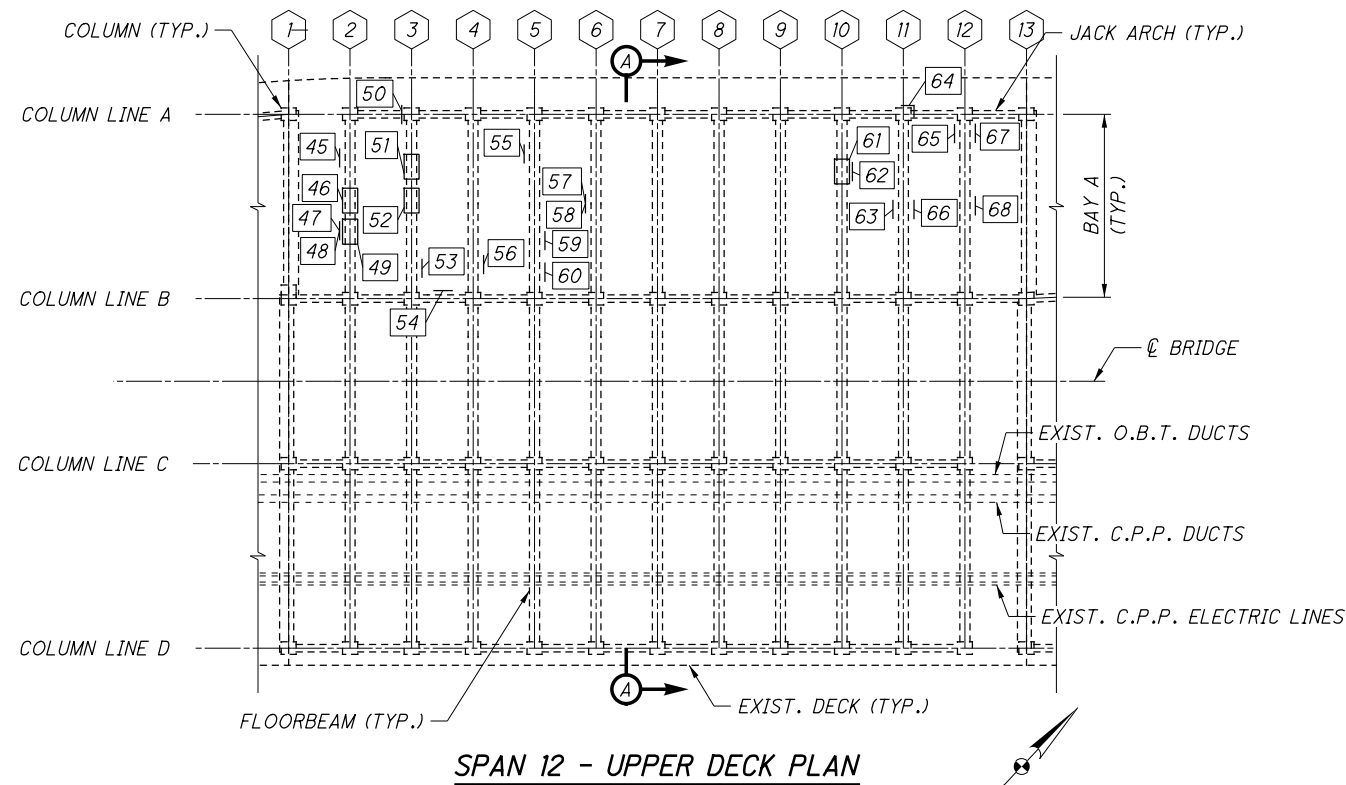 1 2 3 4 5 6 7 8 9 10 11 12 13
COLUMN (TYP.)
JACK ARCH (TYP.)
A
COLUMN LINE A
50
64
45
51
55
61
65
67
46
57
62
47
52
58
63
66
68
48
49
53
56
59
60
BAY A
(TYP.)
COLUMN LINE B
54
℄ BRIDGE
EXIST. O.B.T. DUCTS
COLUMN LINE C
EXIST. C.P.P. DUCTS
EXIST. C.P.P. ELECTRIC LINES
COLUMN LINE D
A
FLOORBEAM (TYP.)
EXIST. DECK (TYP.)
SPAN 12 - UPPER DECK PLAN